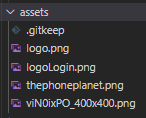 assets
.gitkeep
logo.png
logoLogin.png
thephoneplanet.png
viN0ixPO_400x400.png